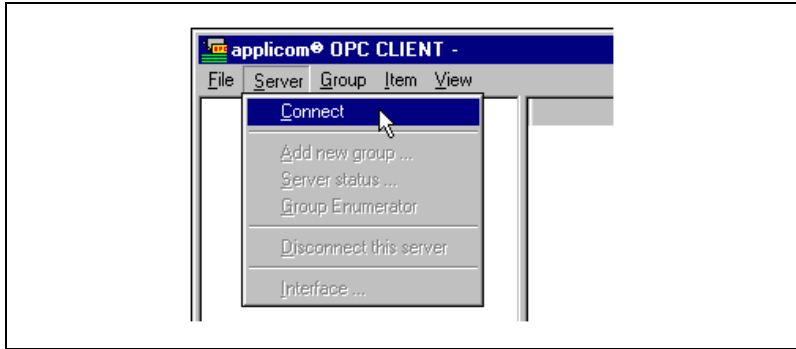 OPC applicom® OPC CLIENT -
File Server Group Item View
Connect
Add new group ...
Server status ...
Group Enumerator
Disconnect this server
Interface ...